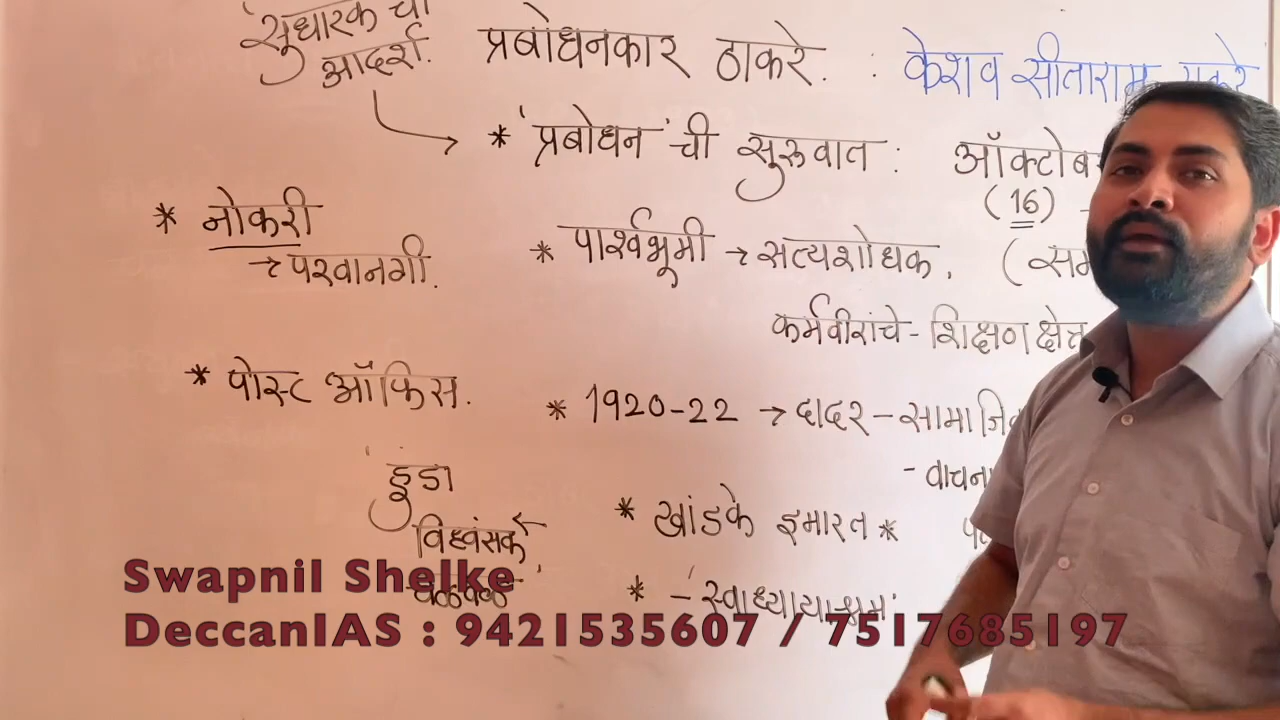 सुधारक चा
आदर्श.
प्रबोधनकार ठाकरे. : केशव सीताराम ठाकरे
* 'प्रबोधन' ची सुरुवात : ऑक्टोब
(16) -
* नोकरी
→ परवानगी.
* पार्श्वभूमी → सत्यशोधक. (सम
कर्मवीरांचे - शिक्षण क्षेत्र
* पोस्ट ऑफिस.
* 1920-22 → दादर - सामाजि
- वाचना
हुंडा
विध्वंसक ←
* खांडके इमारत *
* - 'स्वाध्यायाश्रम'
Swapnil Shelke
DeccanIAS : 9421535607 / 7517685197